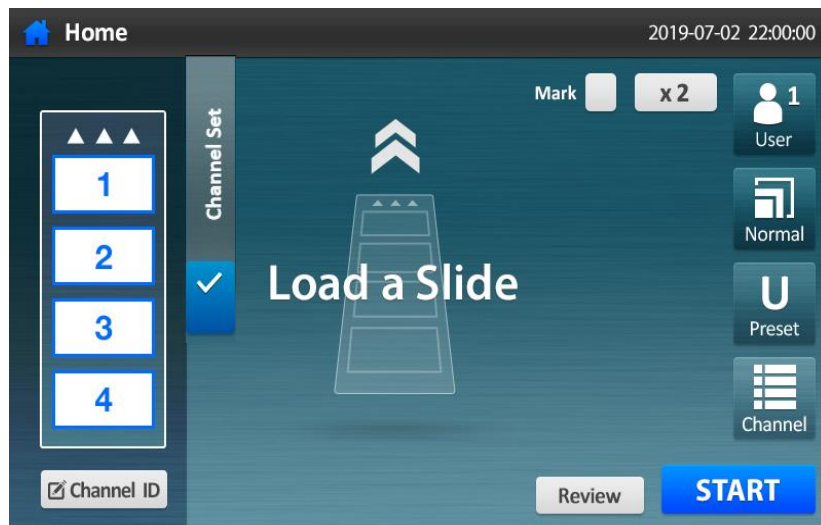 Home
2019-07-02 22:00:00
Mark
x 2
1
User
Channel Set
1
2
3
4
Normal
Load a Slide
U
Preset
Channel
Channel ID
Review
START